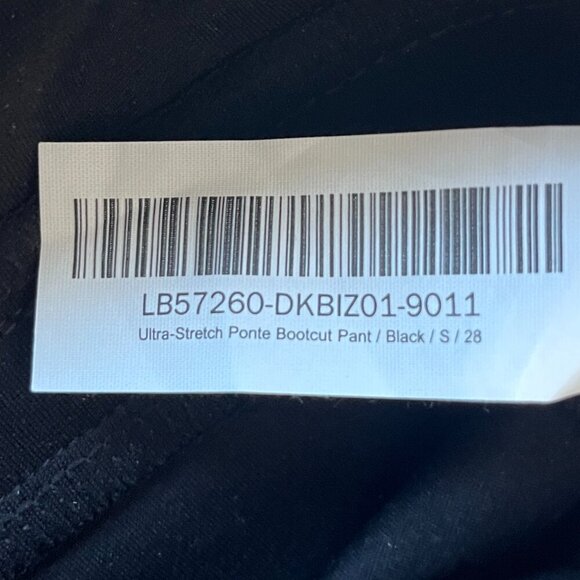 LB57260-DKBIZ01-9011
Ultra-Stretch Ponte Bootcut Pant / Black / S / 28